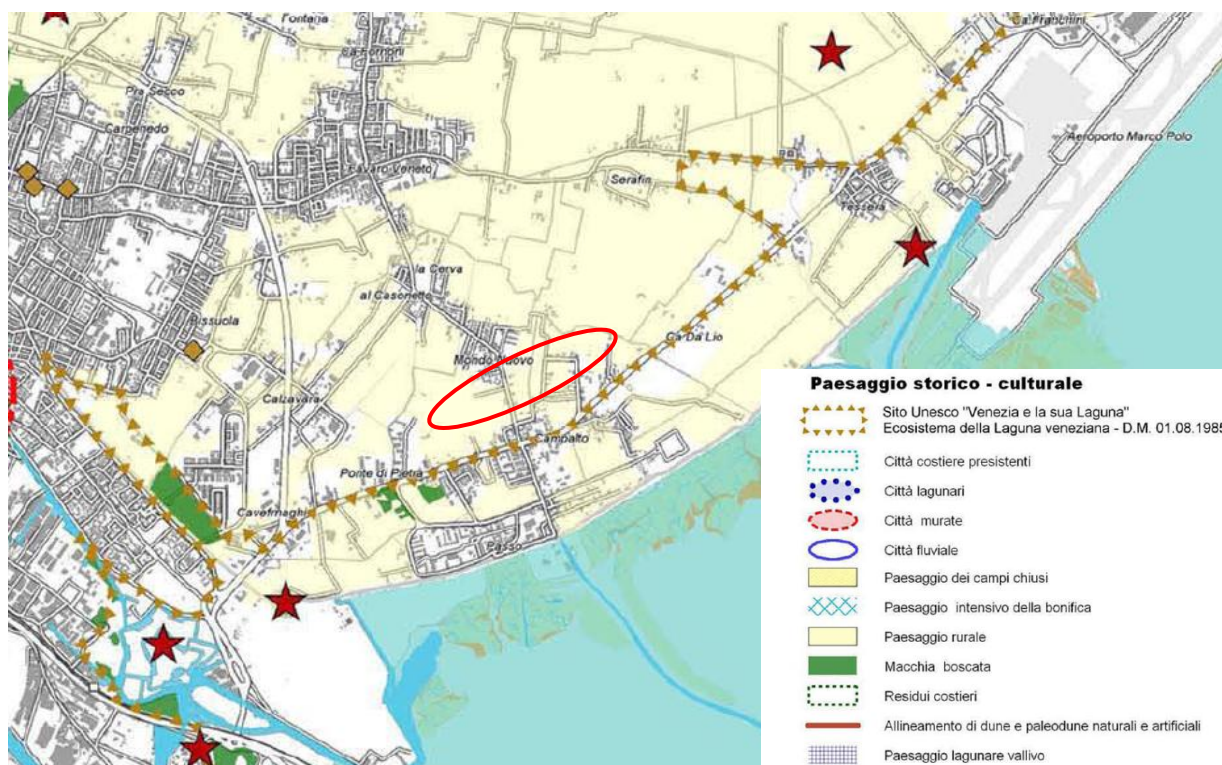 Fontana
Ca Franchini
Ca Fornoni
Pra Secco
Carpenedo
Aeroporto Marco Polo
Favaro Veneto
Serafin
Tessera
la Cerva
al Casonetto
Bissuola
Ca Da Lio
Mondo Nuovo
Calzavara
Campalto
Ponte di Pietra
Cavergnaghi
Passo
Paesaggio storico - culturale
Sito Unesco "Venezia e la sua Laguna"
Ecosistema della Laguna veneziana - D.M. 01.08.1985
Città costiere presistenti
Città lagunari
Città murate
Città fluviale
Paesaggio dei campi chiusi
Paesaggio intensivo della bonifica
Paesaggio rurale
Macchia boscata
Residui costieri
Allineamento di dune e paleodune naturali e artificiali
Paesaggio lagunare vallivo